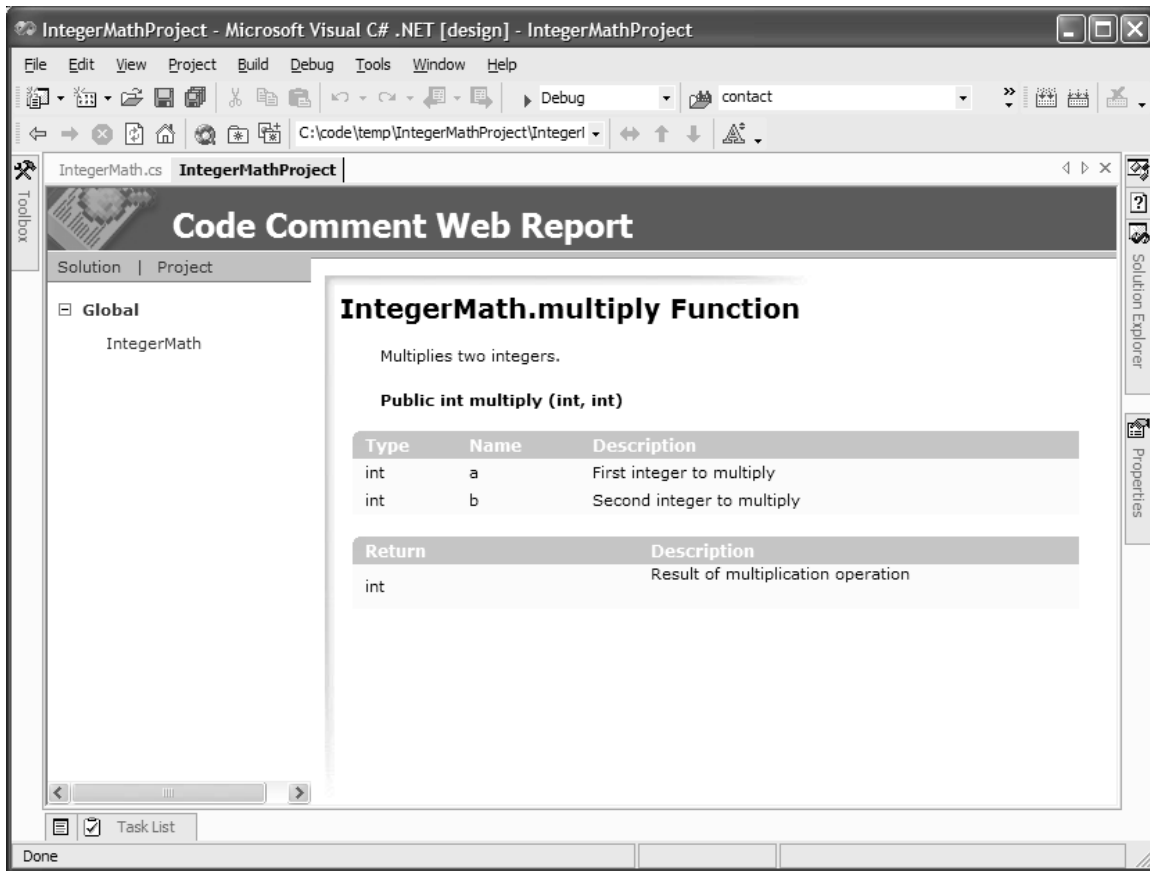 IntegerMathProject - Microsoft Visual C# .NET [design] - IntegerMathProject
File Edit View Project Build Debug Tools Window Help
Debug contact
C:\code\temp\IntegerMathProject\Integerl
IntegerMath.cs IntegerMathProject
Toolbox
Code Comment Web Report
Solution | Project
Global
IntegerMath
IntegerMath.multiply Function
Multiplies two integers.
Public int multiply (int, int)
Type Name Description
int a First integer to multiply
int b Second integer to multiply
Return Description
Result of multiplication operation
int
Solution Explorer
Properties
Task List
Done